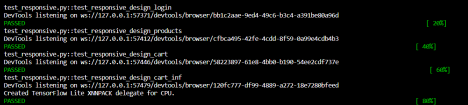 test_responsive.py::test_responsive_design_login
DevTools listening on ws://127.0.0.1:57371/devtools/browser/bb1c2aae-9ed4-49c6-b3c4-a391be80a96d
PASSED [ 20%]
test_responsive.py::test_responsive_design_products
DevTools listening on ws://127.0.0.1:57412/devtools/browser/cfbca495-42fe-4cdd-8f59-0a99e4cdb4b3
PASSED [ 40%]
test_responsive.py::test_responsive_design_cart
DevTools listening on ws://127.0.0.1:57446/devtools/browser/58223897-61e8-4bb0-b190-54ee2cdf737e
PASSED [ 60%]
test_responsive.py::test_responsive_design_cart_inf
DevTools listening on ws://127.0.0.1:57479/devtools/browser/120fc777-df99-4889-a272-18e7280bfeed
Created TensorFlow Lite XNNPACK delegate for CPU.
PASSED [ 80%]